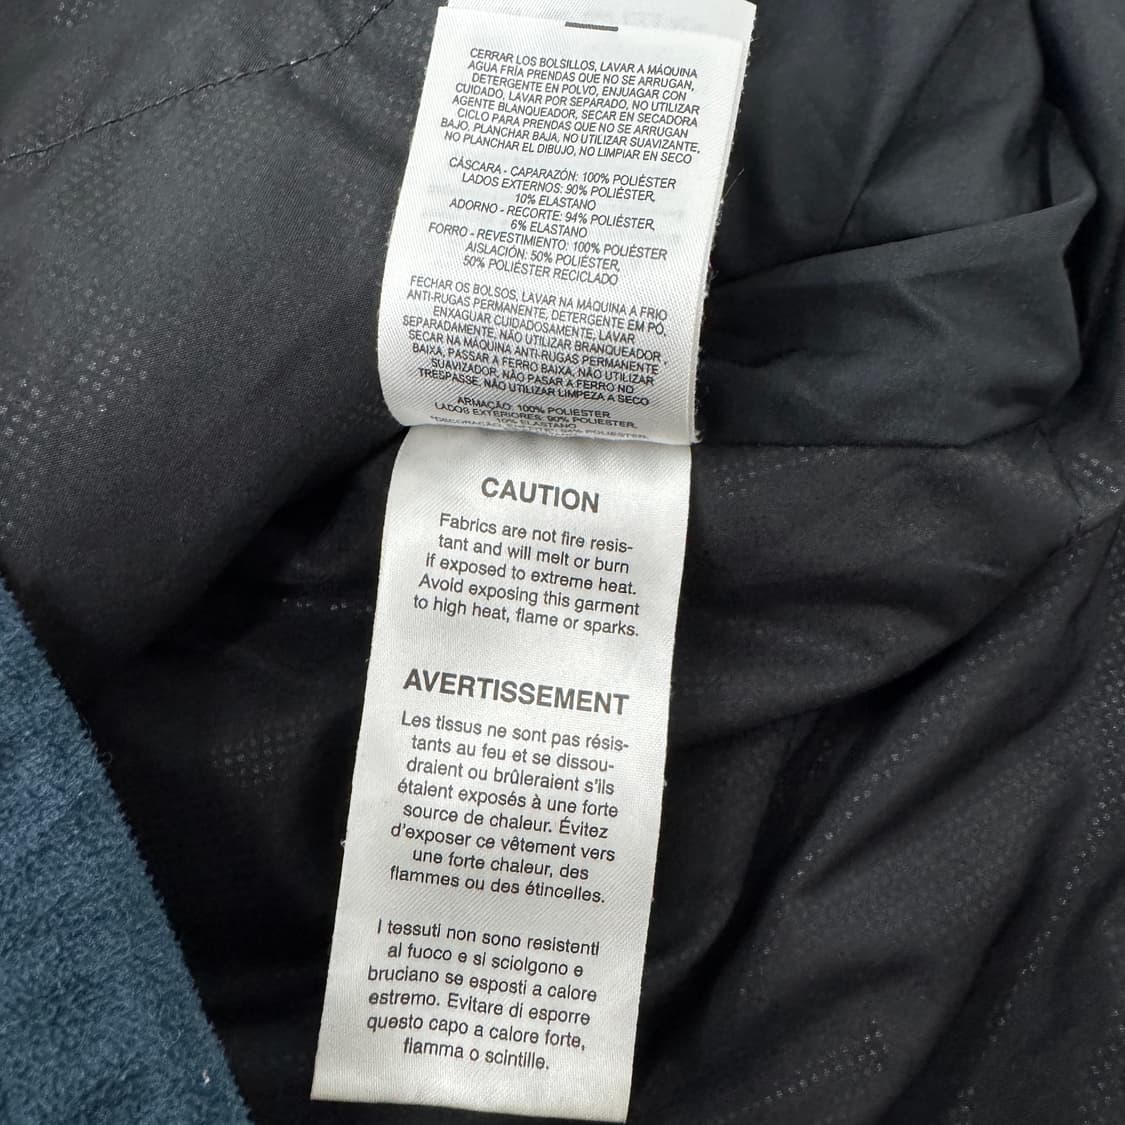 CERRAR LOS BOLSILLOS, LAVAR A MÁQUINA
AGUA FRÍA PRENDAS QUE NO SE ARRUGAN,
DETERGENTE EN POLVO, ENJUAGAR CON
CUIDADO, LAVAR POR SEPARADO, NO UTILIZAR
AGENTE BLANQUEADOR, SECAR EN SECADORA
CICLO PARA PRENDAS QUE NO SE ARRUGAN
BAJO, PLANCHAR BAJA, NO UTILIZAR SUAVIZANTE,
NO PLANCHAR EL DIBUJO, NO LIMPIAR EN SECO
CÁSCARA - CAPARAZÓN: 100% POLIÉSTER
LADOS EXTERNOS: 90% POLIÉSTER,
10% ELASTANO
ADORNO - RECORTE: 94% POLIÉSTER,
6% ELASTANO
FORRO - REVESTIMIENTO: 100% POLIÉSTER
AISLACIÓN: 50% POLIÉSTER,
50% POLIÉSTER RECICLADO
FECHAR OS BOLSOS, LAVAR NA MÁQUINA A FRIO
ANTI-RUGAS PERMANENTE, DETERGENTE EM PÓ,
ENXAGUAR CUIDADOSAMENTE, LAVAR
SEPARADAMENTE, NÃO UTILIZAR BRANQUEADOR,
SECAR NA MÁQUINA ANTI-RUGAS PERMANENTE
BAIXA, PASSAR A FERRO BAIXA, NÃO UTILIZAR
SUAVIZADOR, NÃO PASAR A FERRO NO
TRESPASSE, NÃO UTILIZAR LIMPEZA A SECO
ARMAÇÃO: 100% POLIESTER
LADOS EXTERIORES: 90% POLIESTER,
10% ELASTANO
CAUTION
Fabrics are not fire resis-
tant and will melt or burn
if exposed to extreme heat.
Avoid exposing this garment
to high heat, flame or sparks.
AVERTISSEMENT
Les tissus ne sont pas résis-
tants au feu et se dissou-
draient ou brûleraient s'ils
étaient exposés à une forte
source de chaleur. Évitez
d'exposer ce vêtement vers
une forte chaleur, des
flammes ou des étincelles.
I tessuti non sono resistenti
al fuoco e si sciolgono e
bruciano se esposti a calore
estremo. Evitare di esporre
questo capo a calore forte,
fiamma o scintille.